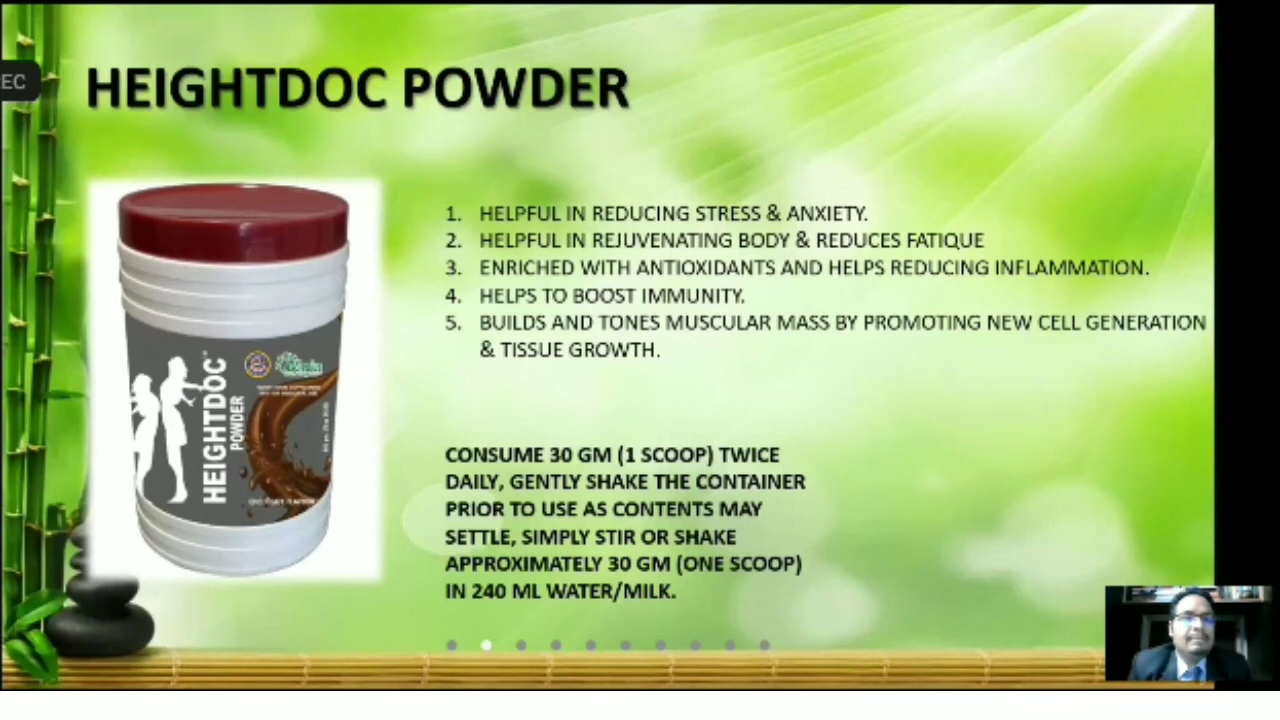 EC
HEIGHTDOC POWDER
1. HELPFUL IN REDUCING STRESS & ANXIETY.
2. HELPFUL IN REJUVENATING BODY & REDUCES FATIQUE
3. ENRICHED WITH ANTIOXIDANTS AND HELPS REDUCING INFLAMMATION.
4. HELPS TO BOOST IMMUNITY.
5. BUILDS AND TONES MUSCULAR MASS BY PROMOTING NEW CELL GENERATION
& TISSUE GROWTH.
HEIGHTDOC
POWDER
CONSUME 30 GM (1 SCOOP) TWICE
DAILY, GENTLY SHAKE THE CONTAINER
PRIOR TO USE AS CONTENTS MAY
SETTLE, SIMPLY STIR OR SHAKE
APPROXIMATELY 30 GM (ONE SCOOP)
IN 240 ML WATER/MILK.